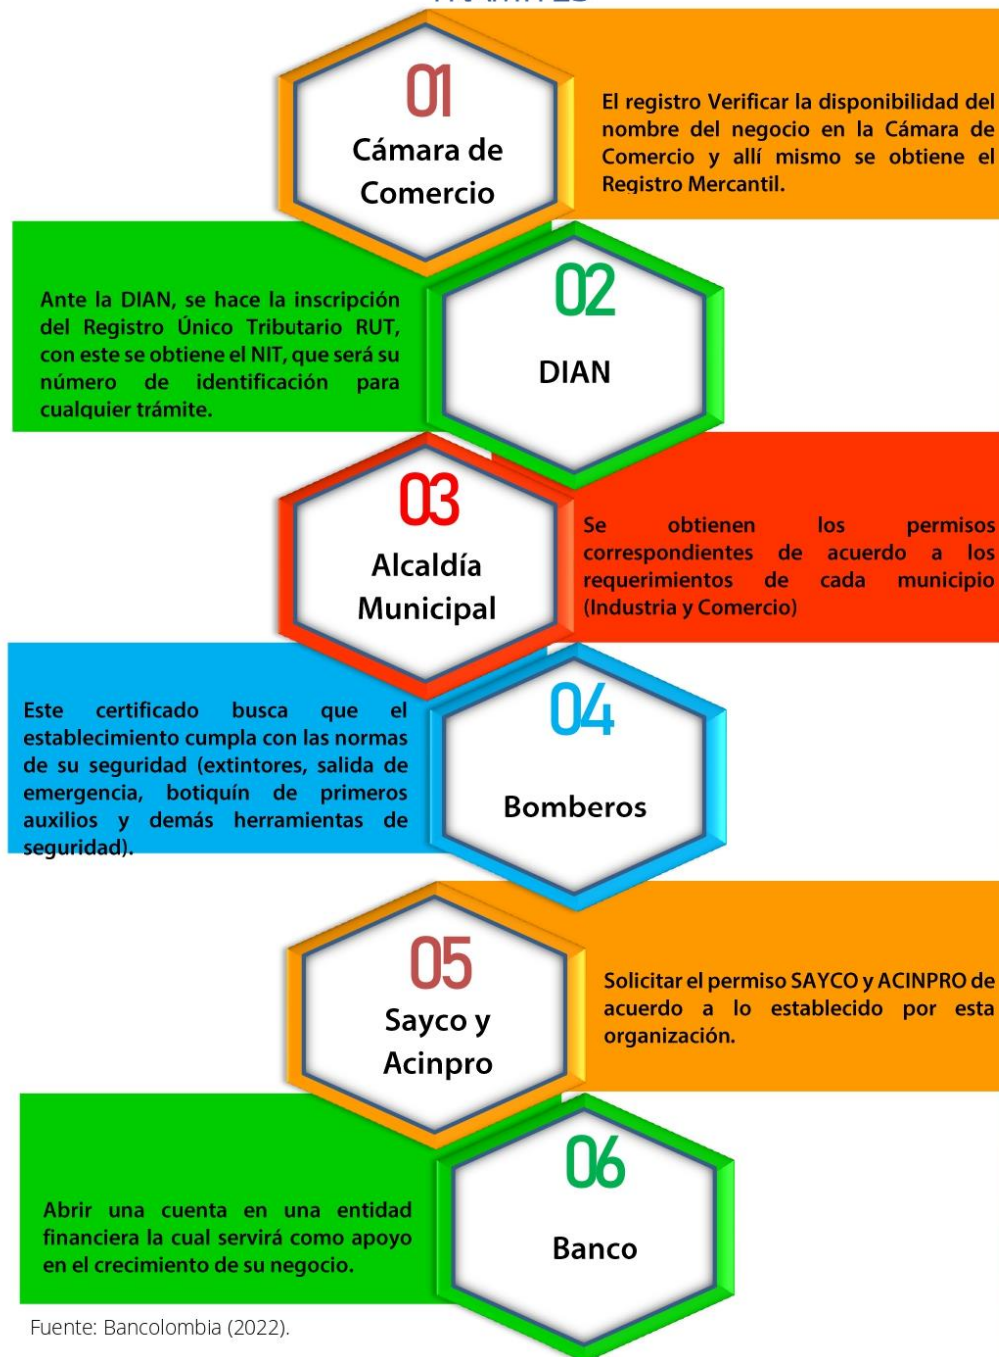 TRÁMITES
01
Cámara de
Comercio
El registro Verificar la disponibilidad del
nombre del negocio en la Cámara de
Comercio y allí mismo se obtiene el
Registro Mercantil.
Ante la DIAN, se hace la inscripción
del Registro Único Tributario RUT,
con este se obtiene el NIT, que será su
número de identificación para
cualquier trámite.
02
DIAN
03
Alcaldía
Municipal
Se obtienen los permisos
correspondientes de acuerdo a los
requerimientos de cada municipio
(Industria y Comercio)
Este certificado busca que el
establecimiento cumpla con las normas
de su seguridad (extintores, salida de
emergencia, botiquín de primeros
auxilios y demás herramientas de
seguridad).
04
Bomberos
05
Sayco y
Acinpro
Solicitar el permiso SAYCO y ACINPRO de
acuerdo a lo establecido por esta
organización.
Abrir una cuenta en una entidad
financiera la cual servirá como apoyo
en el crecimiento de su negocio.
06
Banco
Fuente: Bancolombia (2022).